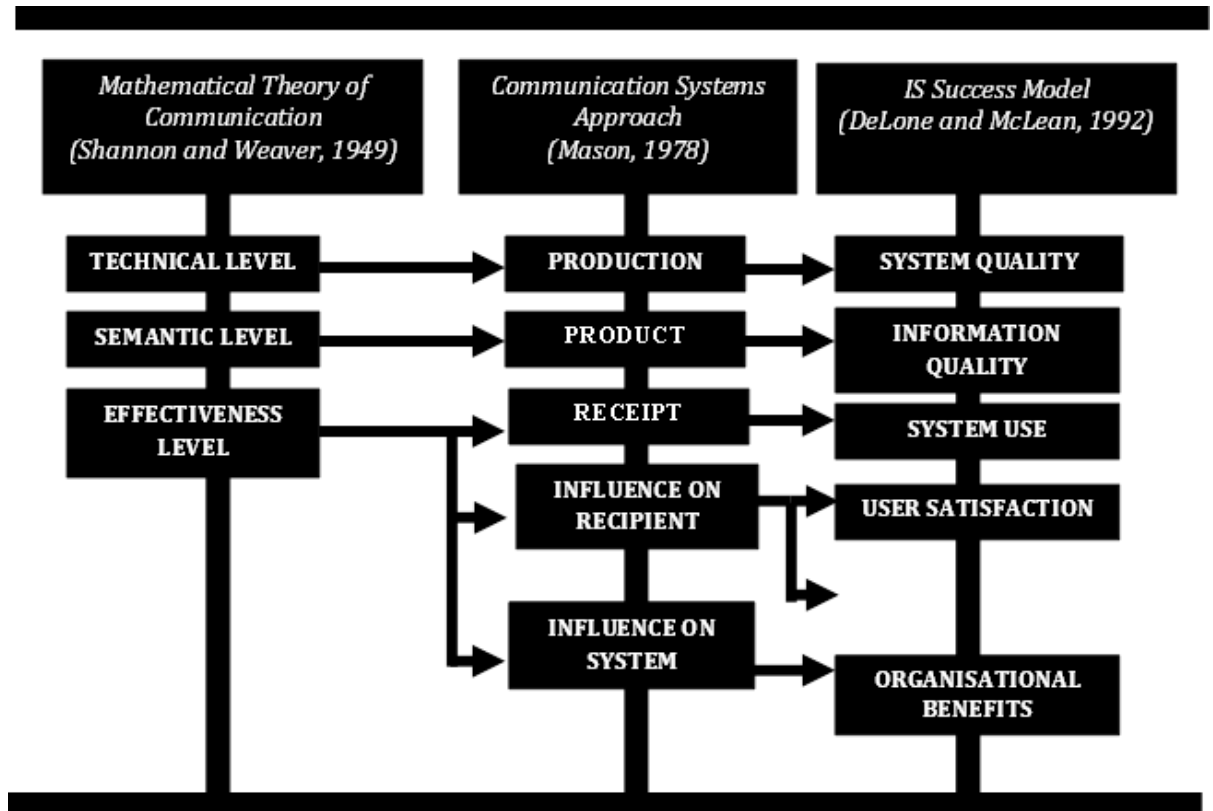 Mathematical Theory of
Communication
(Shannon and Weaver, 1949)
Communication Systems
Approach
(Mason, 1978)
IS Success Model
(DeLone and McLean, 1992)
TECHNICAL LEVEL
PRODUCTION
SYSTEM QUALITY
SEMANTIC LEVEL
PRODUCT
INFORMATION
QUALITY
EFFECTIVENESS
LEVEL
RECEIPT
SYSTEM USE
INFLUENCE ON
RECIPIENT
USER SATISFACTION
INFLUENCE ON
SYSTEM
ORGANISATIONAL
BENEFITS